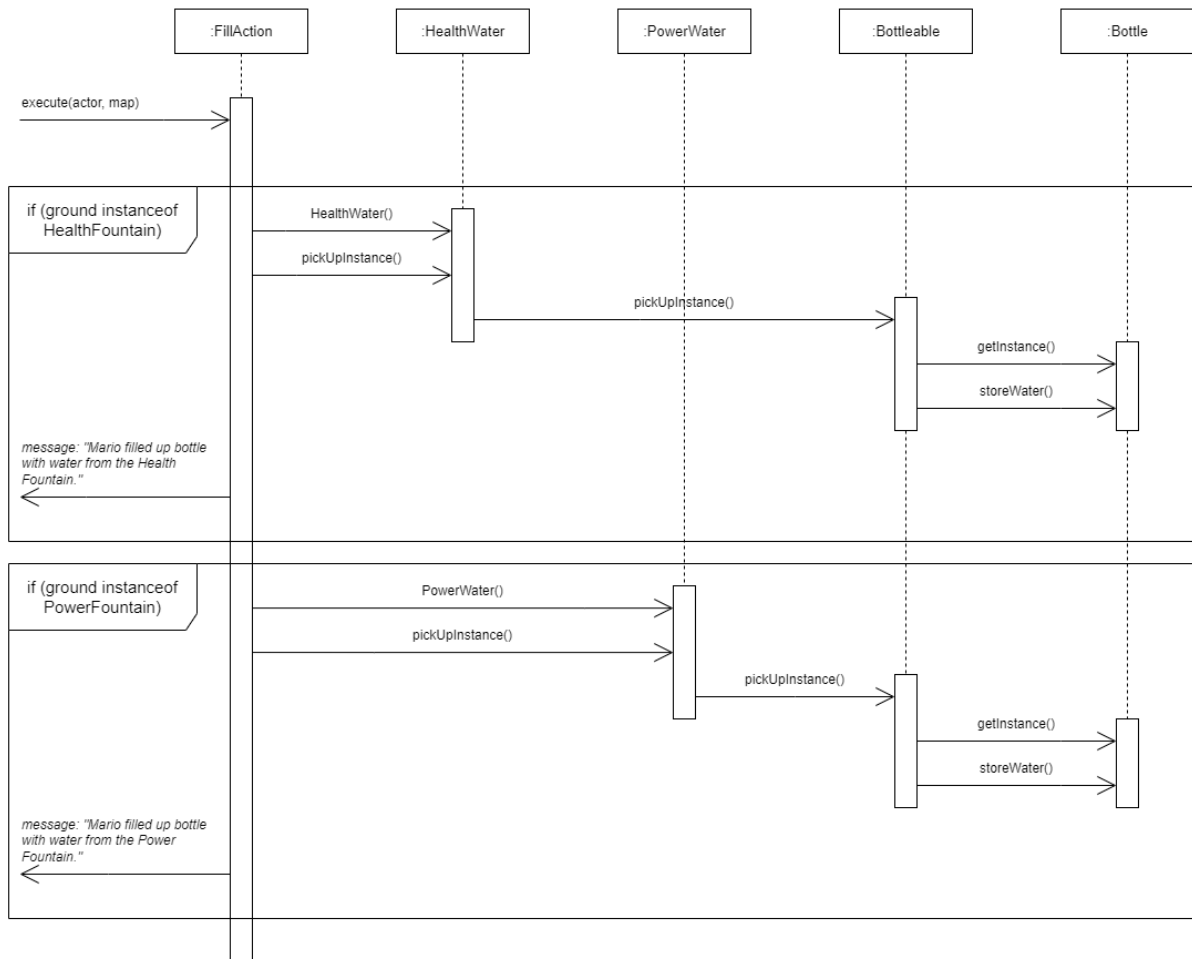 :FillAction
:HealthWater
:PowerWater
:Bottleable
:Bottle
execute(actor, map)
if (ground instanceof
HealthFountain)
HealthWater()
pickUpInstance()
pickUpInstance()
getInstance()
storeWater()
message: "Mario filled up bottle
with water from the Health
Fountain."
if (ground instanceof
PowerFountain)
PowerWater()
pickUpInstance()
pickUpInstance()
getInstance()
storeWater()
message: "Mario filled up bottle
with water from the Power
Fountain."